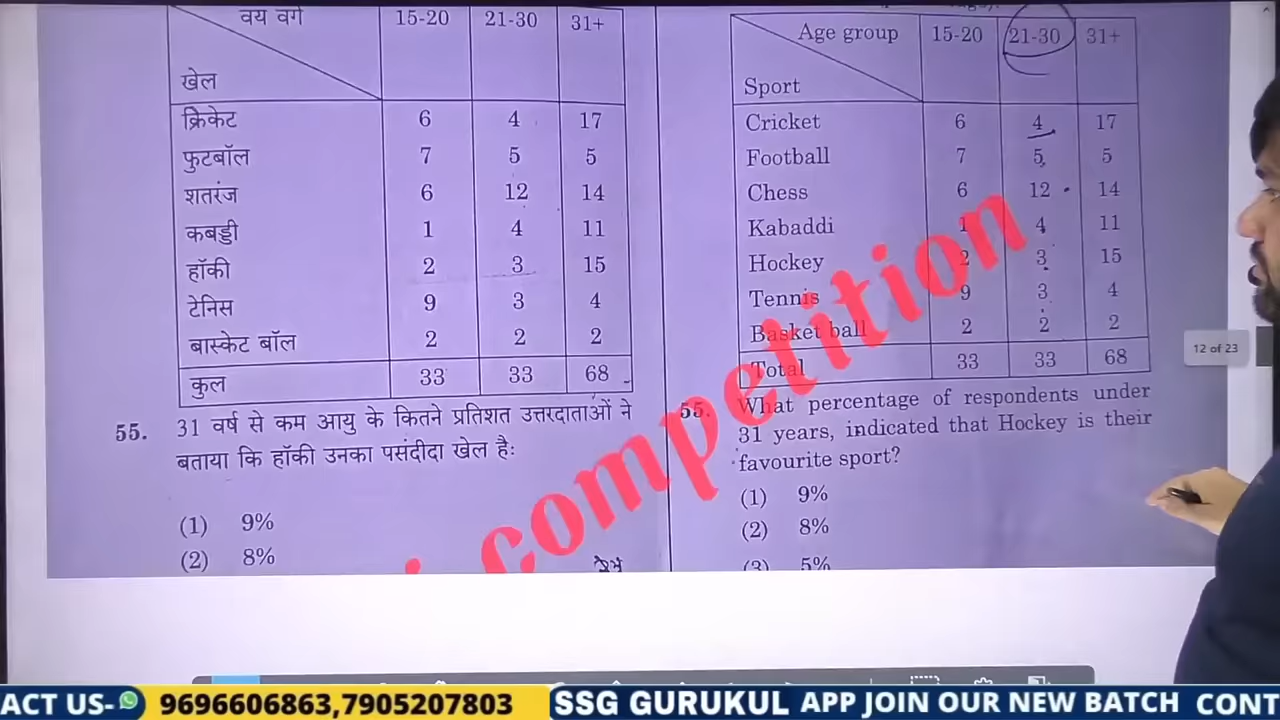 वय वर्ग 15-20 21-30 31+
खेल
क्रिकेट 6 4 17
फुटबॉल 7 5 5
शतरंज 6 12 14
कबड्डी 1 4 11
हॉकी 2 3 15
टेनिस 9 3 4
बास्केट बॉल 2 2 2
कुल 33 33 68
55. 31 वर्ष से कम आयु के कितने प्रतिशत उत्तरदाताओं ने
बताया कि हॉकी उनका पसंदीदा खेल है:
(1) 9%
(2) 8%
Age group 15-20 21-30 31+
Sport
Cricket 6 4 17
Football 7 5 5
Chess 6 12 14
Kabaddi 1 4 11
Hockey 2 3 15
Tennis 9 3 4
Basket ball 2 2 2
Total 33 33 68
55. What percentage of respondents under
31 years, indicated that Hockey is their
favourite sport?
(1) 9%
(2) 8%
(3) 5%
competition
12 of 23
ACT US- 9696606863,7905207803 SSG GURUKUL APP JOIN OUR NEW BATCH CONT